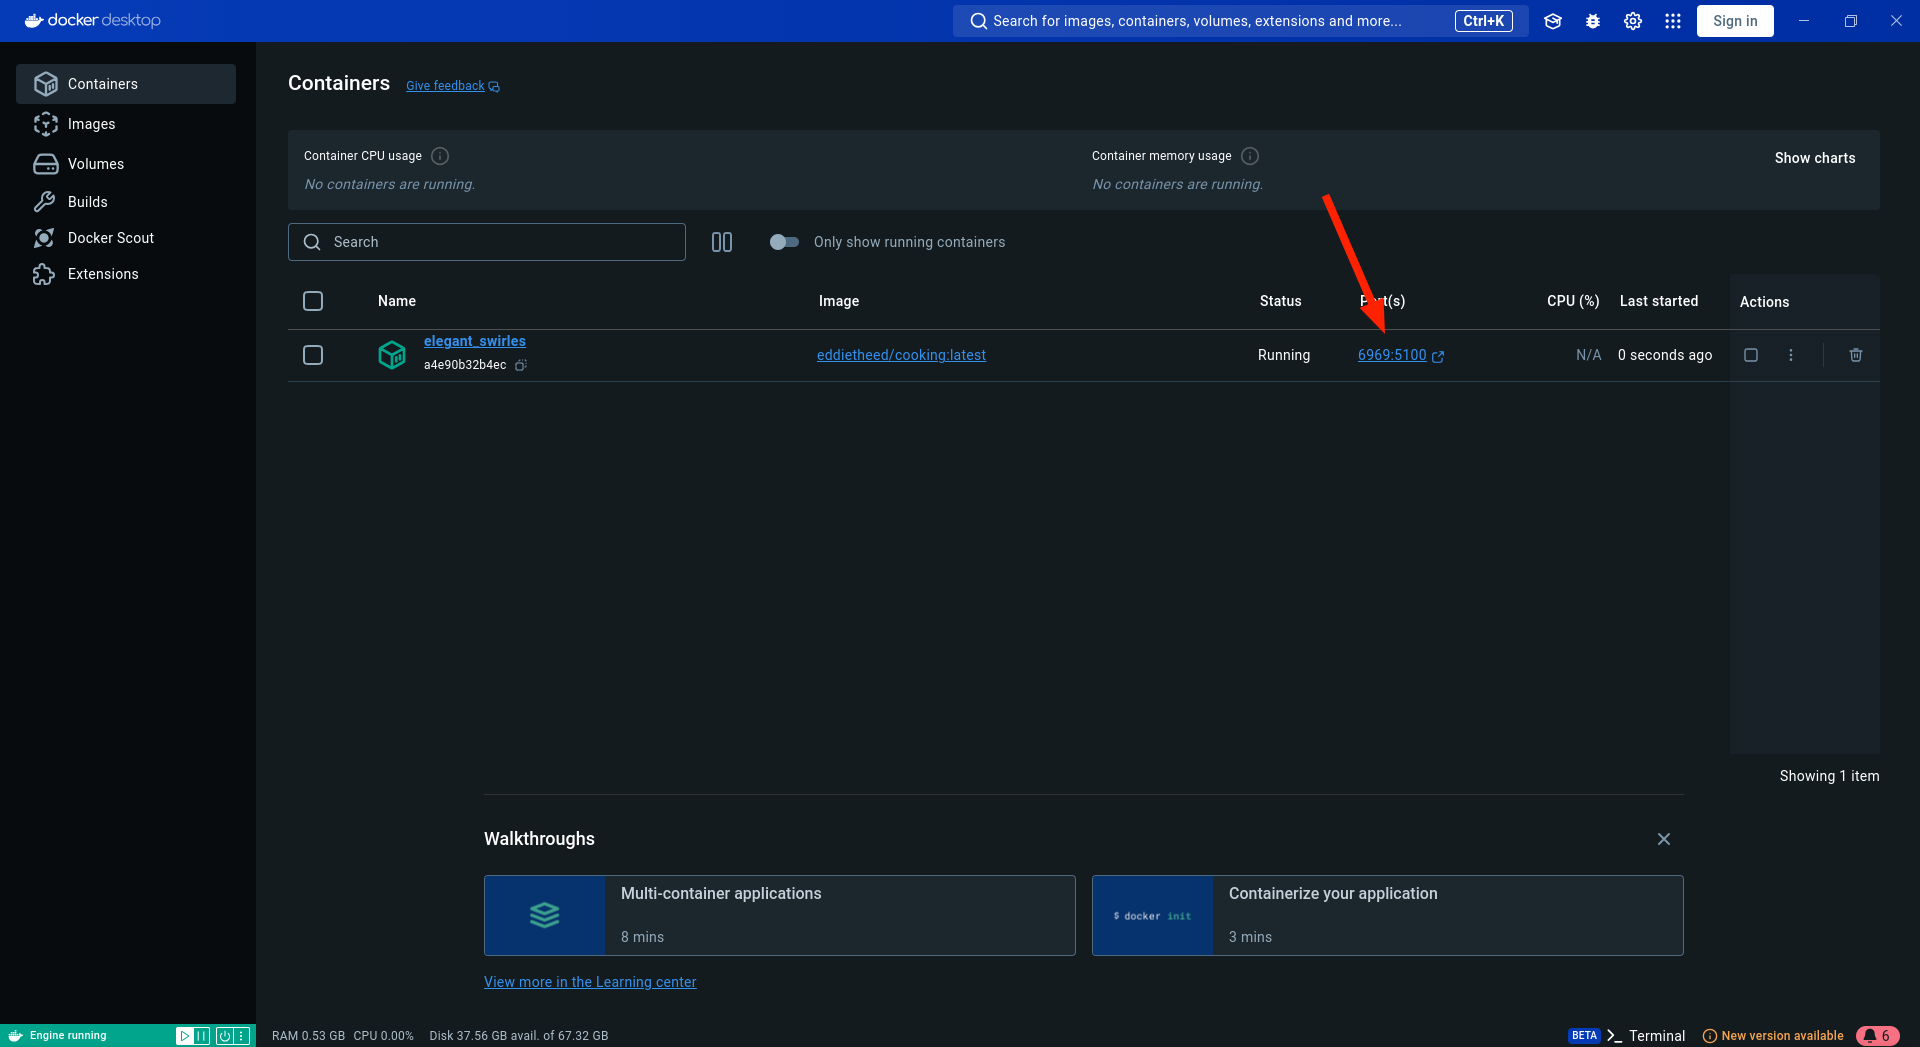 docker desktop
Search for images, containers, volumes, extensions and more...
Ctrl+K
Sign in
Containers
Images
Volumes
Builds
Docker Scout
Extensions
Containers
Give feedback
Container CPU usage
No containers are running.
Container memory usage
No containers are running.
Show charts
Search
Only show running containers
Name Image Status Port(s) CPU (%) Last started Actions
elegant_swirles
a4e90b32b4ec
eddietheed/cooking:latest
Running
6969:5100
N/A
0 seconds ago
Showing 1 item
Walkthroughs
Multi-container applications
8 mins
$ docker init
Containerize your application
3 mins
View more in the Learning center
Engine running
RAM 0.53 GB CPU 0.00% Disk 37.56 GB avail. of 67.32 GB
BETA
Terminal
New version available
6